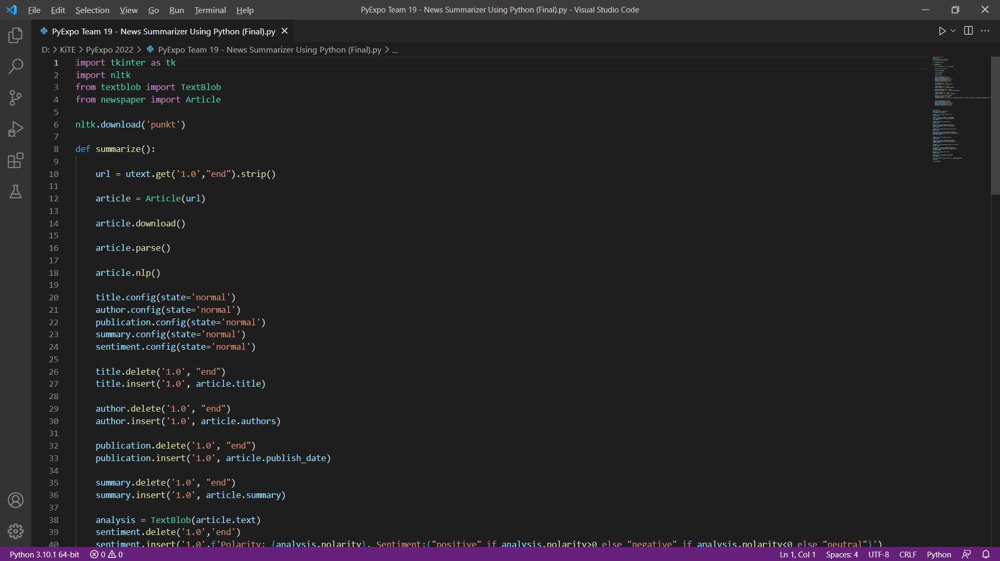 File Edit Selection View Go Run Terminal Help PyExpo Team 19 - News Summarizer Using Python (Final).py - Visual Studio Code
PyExpo Team 19 - News Summarizer Using Python (Final).py
D: > KiTE > PyExpo 2022 > PyExpo Team 19 - News Summarizer Using Python (Final).py > ...
1 import tkinter as tk
2 import nltk
3 from textblob import TextBlob
4 from newspaper import Article
5
6 nltk.download('punkt')
7
8 def summarize():
9
10 url = utext.get('1.0',"end").strip()
11
12 article = Article(url)
13
14 article.download()
15
16 article.parse()
17
18 article.nlp()
19
20 title.config(state='normal')
21 author.config(state='normal')
22 publication.config(state='normal')
23 summary.config(state='normal')
24 sentiment.config(state='normal')
25
26 title.delete('1.0', "end")
27 title.insert('1.0', article.title)
28
29 author.delete('1.0', "end")
30 author.insert('1.0', article.authors)
31
32 publication.delete('1.0', "end")
33 publication.insert('1.0', article.publish_date)
34
35 summary.delete('1.0', "end")
36 summary.insert('1.0', article.summary)
37
38 analysis = TextBlob(article.text)
39 sentiment.delete('1.0','end')
40 sentiment.insert('1.0',f'Polarity: {analysis.polarity}, Sentiment:{"positive" if analysis.polarity>0 else "negative" if analysis.polarity<0 else "neutral"}')
Python 3.10.1 64-bit 0 0 Ln 1, Col 1 Spaces: 4 UTF-8 CRLF Python